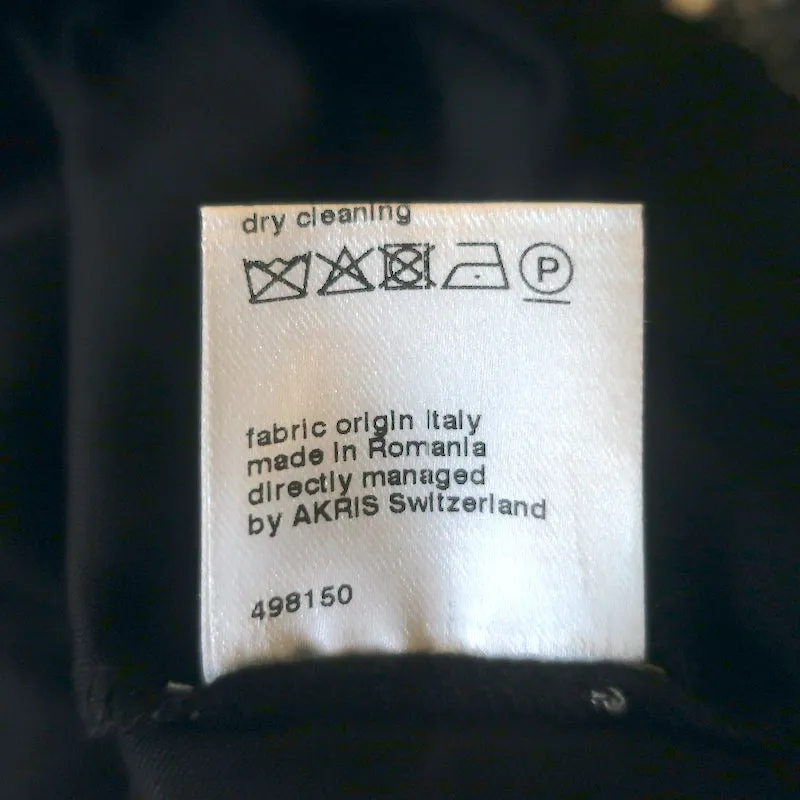 dry cleaning
P
fabric origin Italy
made in Romania
directly managed
by AKRIS Switzerland
498150